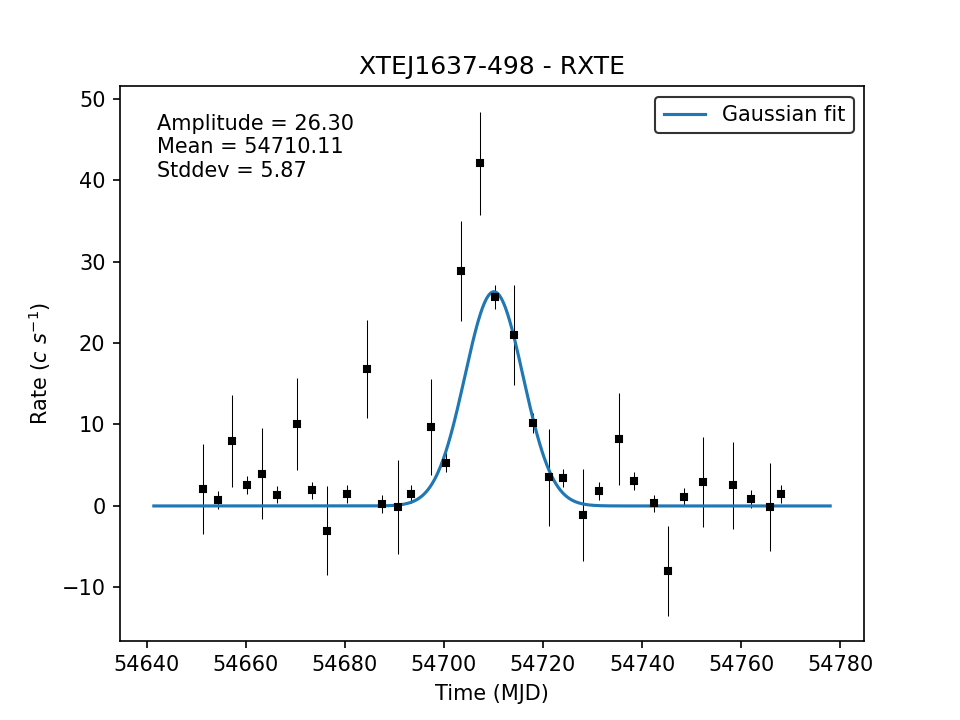 XTEJ1637-498 - RXTE
Amplitude = 26.30
Mean = 54710.11
Stddev = 5.87
Gaussian fit
50
40
30
20
10
0
−10
Rate (c s⁻¹)
54640 54660 54680 54700 54720 54740 54760 54780
Time (MJD)